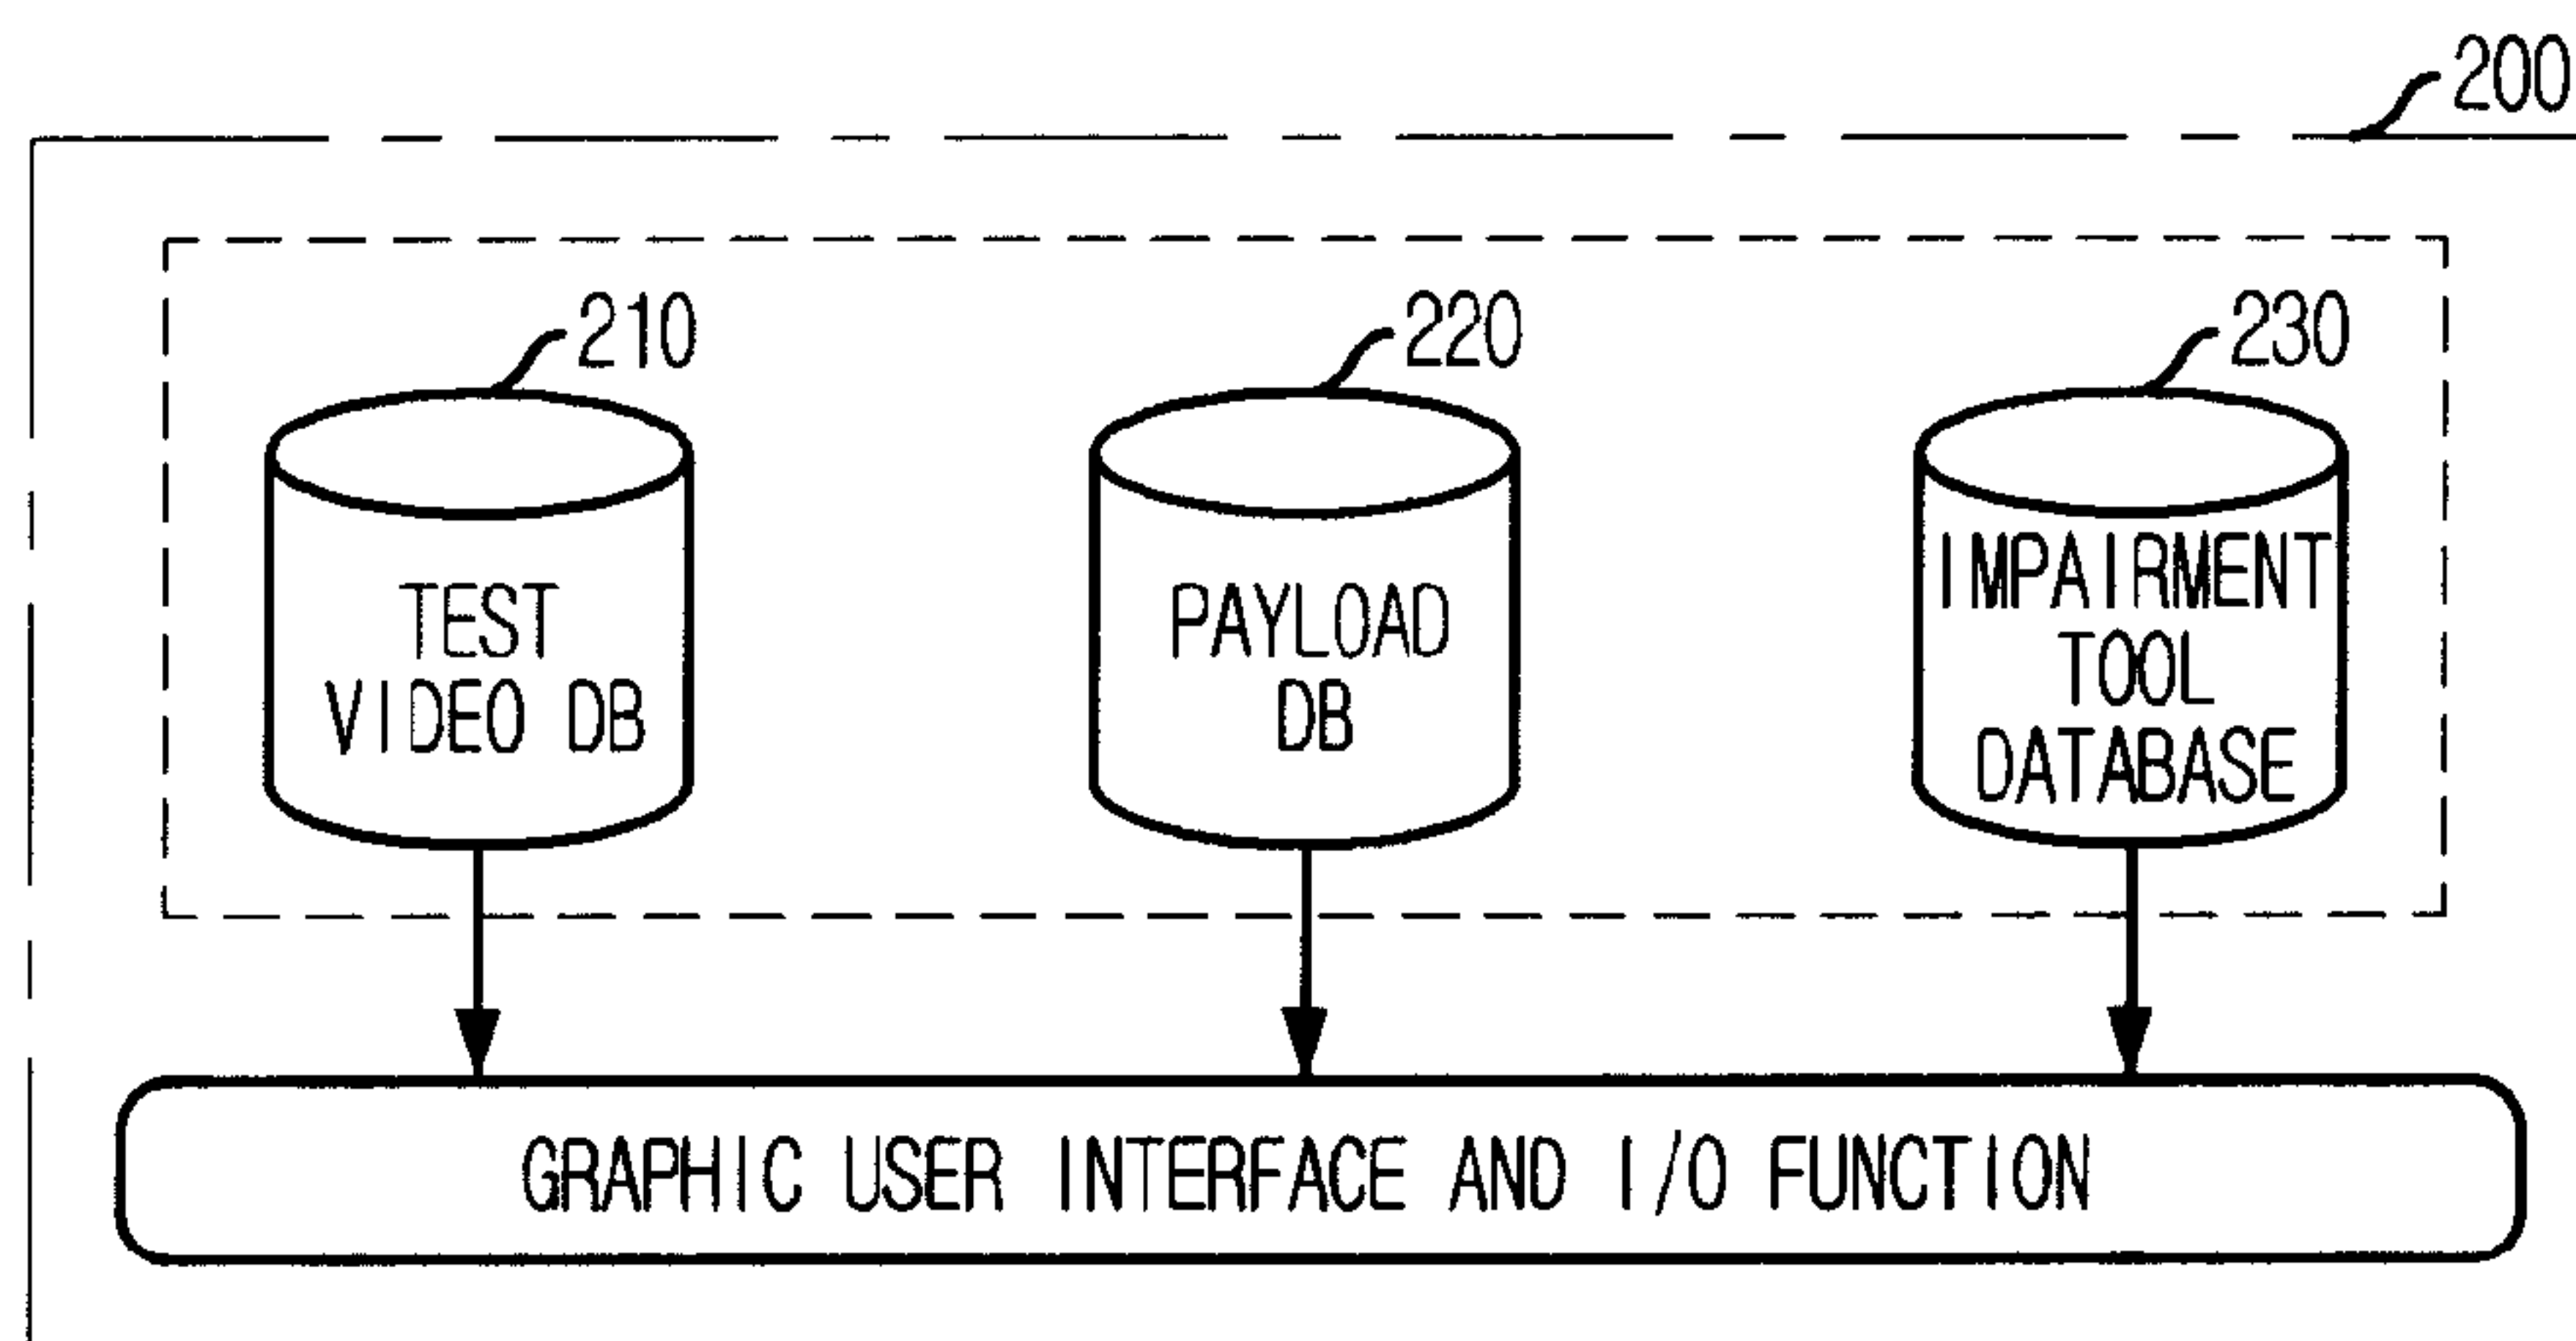 200
210
220
230
TEST
VIDEO DB
PAYLOAD
DB
IMPAIRMENT
TOOL
DATABASE
GRAPHIC USER INTERFACE AND I/O FUNCTION